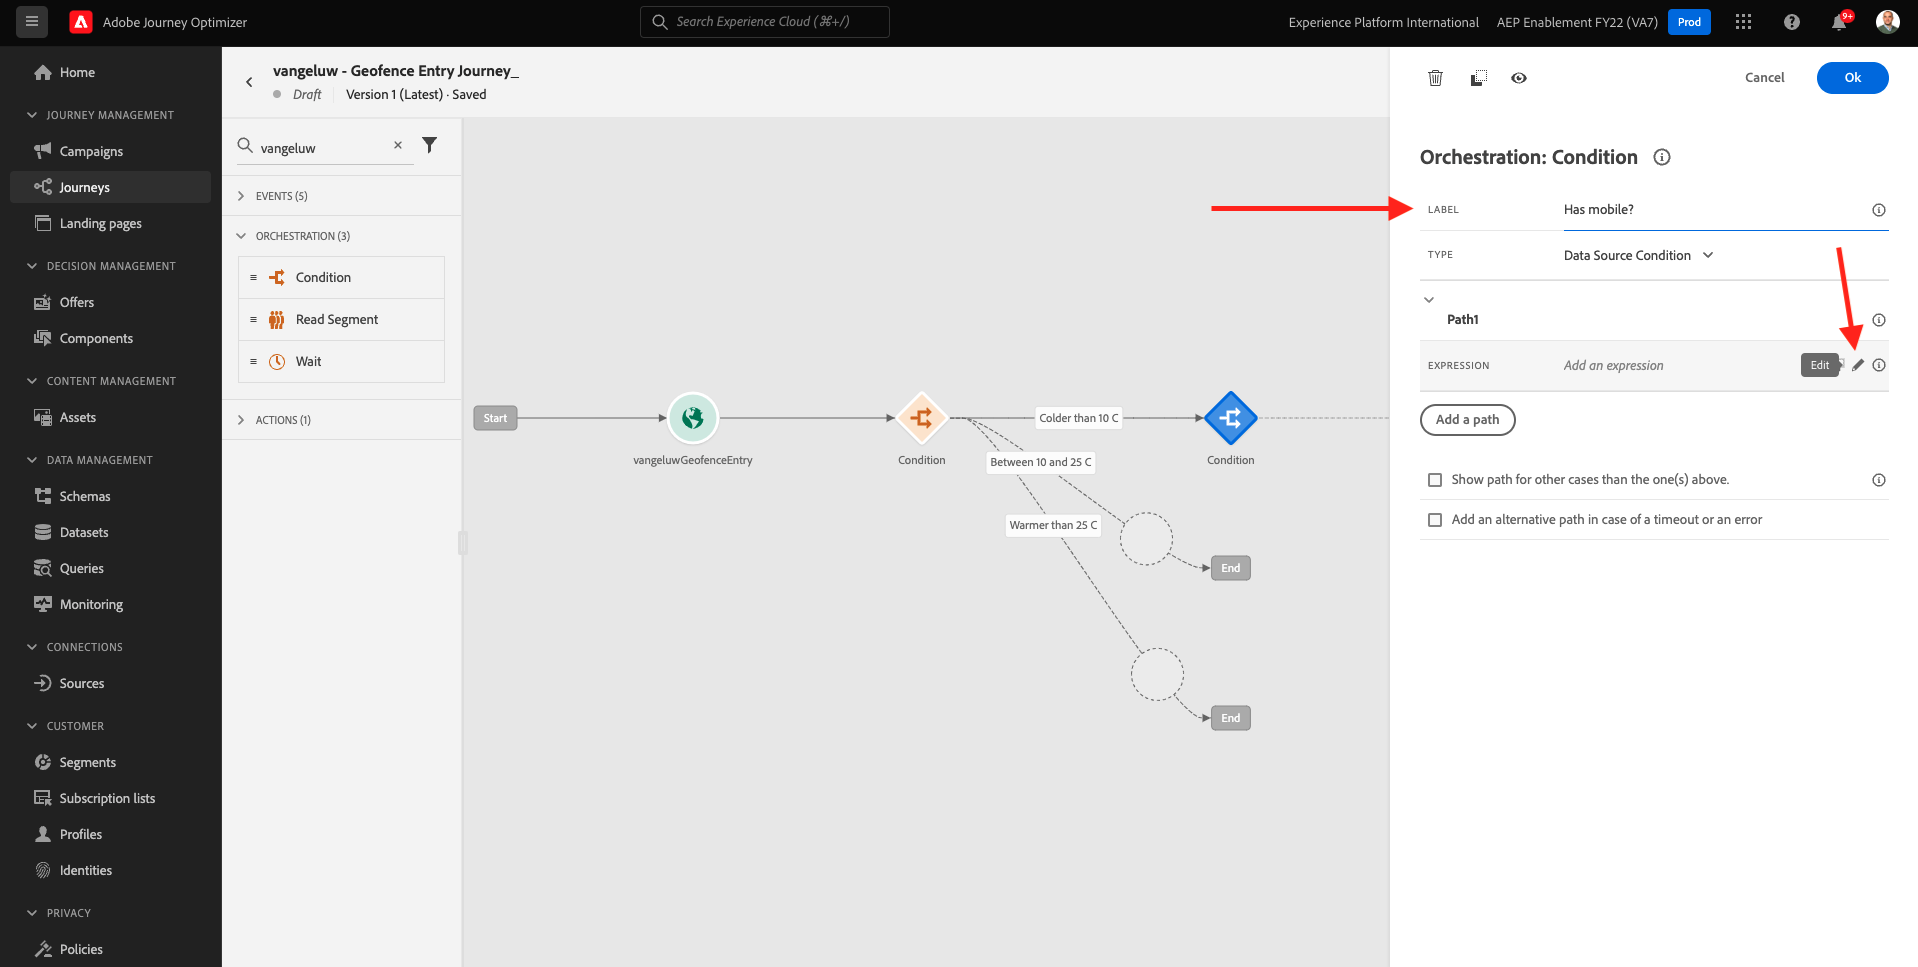 Adobe Journey Optimizer
Search Experience Cloud (⌘+/)
Experience Platform International
AEP Enablement FY22 (VA7)
Prod
9+
Home
JOURNEY MANAGEMENT
Campaigns
Journeys
Landing pages
DECISION MANAGEMENT
Offers
Components
CONTENT MANAGEMENT
Assets
DATA MANAGEMENT
Schemas
Datasets
Queries
Monitoring
CONNECTIONS
Sources
CUSTOMER
Segments
Subscription lists
Profiles
Identities
PRIVACY
Policies
vangeluw - Geofence Entry Journey_
Draft
Version 1 (Latest) · Saved
vangeluw
EVENTS (5)
ORCHESTRATION (3)
Condition
Read Segment
Wait
ACTIONS (1)
Start
vangeluwGeofenceEntry
Condition
Colder than 10 C
Between 10 and 25 C
Warmer than 25 C
Condition
End
End
Cancel
Ok
Orchestration: Condition
LABEL
Has mobile?
TYPE
Data Source Condition
Path1
EXPRESSION
Add an expression
Edit
Add a path
Show path for other cases than the one(s) above.
Add an alternative path in case of a timeout or an error